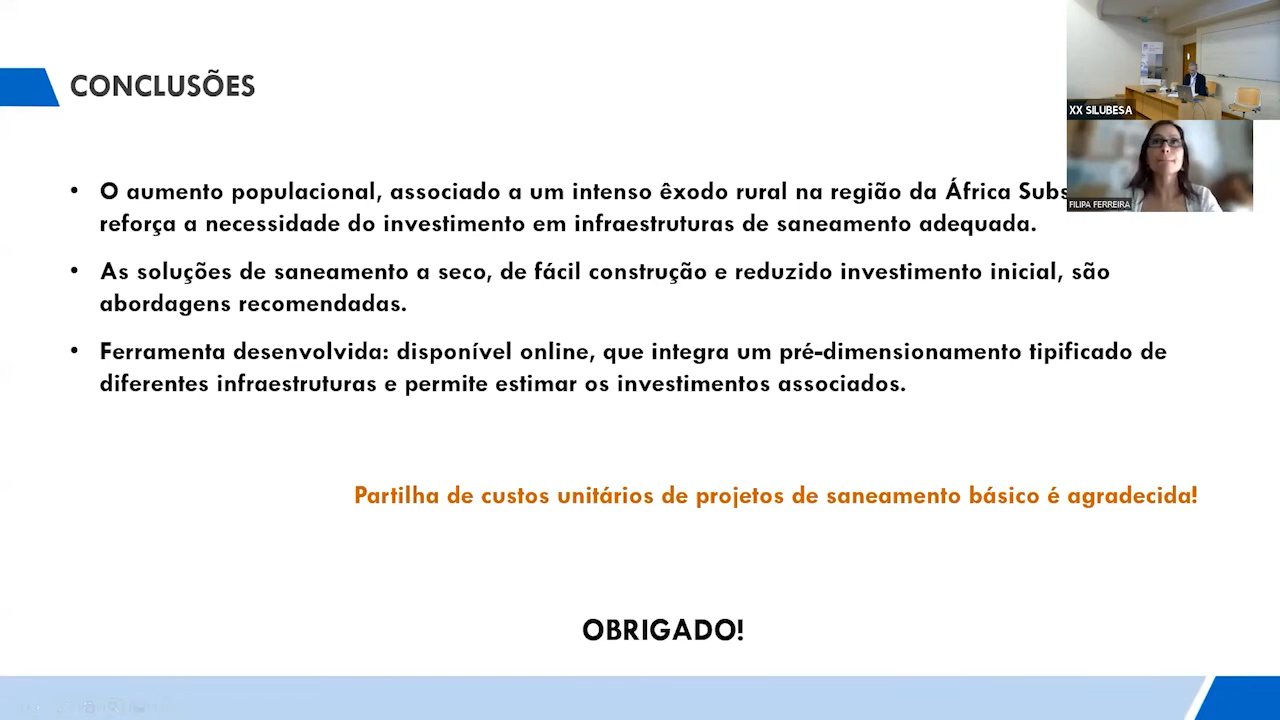 CONCLUSÕES
XX SILUBESA
FILIPA FERREIRA
• O aumento populacional, associado a um intenso êxodo rural na região da África
reforça a necessidade do investimento em infraestruturas de saneamento adequada.
• As soluções de saneamento a seco, de fácil construção e reduzido investimento inicial, são
abordagens recomendadas.
• Ferramenta desenvolvida: disponível online, que integra um pré-dimensionamento tipificado de
diferentes infraestruturas e permite estimar os investimentos associados.
Partilha de custos unitários de projetos de saneamento básico é agradecida!
OBRIGADO!